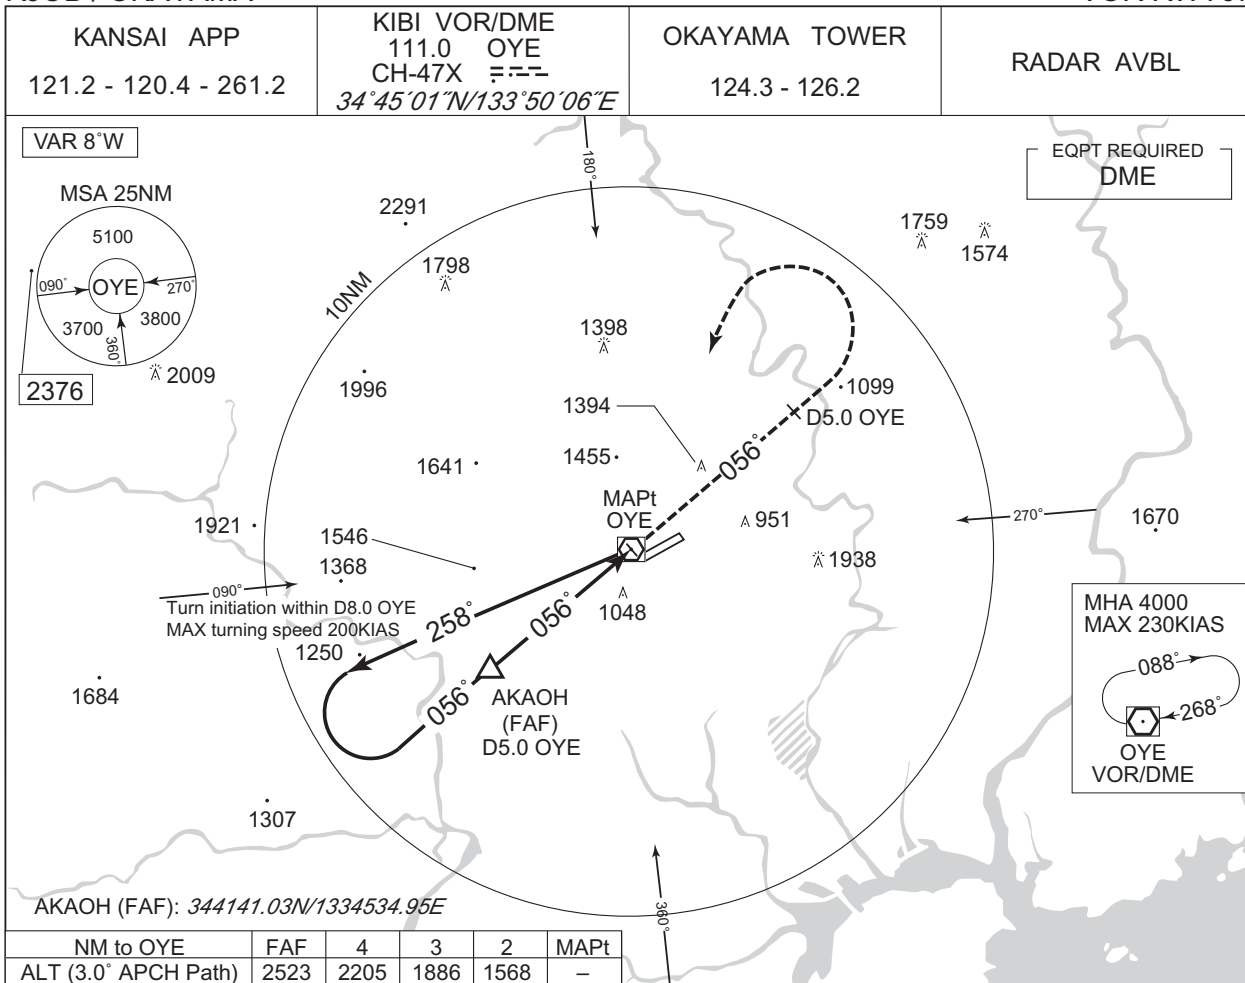 KANSAI APP
121.2 - 120.4 - 261.2
KIBI VOR/DME
111.0 OYE
CH-47X
34°45´01˝N/133°50´06˝E
OKAYAMA TOWER
124.3 - 126.2
RADAR AVBL
VAR 8°W
MSA 25NM
5100
OYE
090°
270°
3700
3800
360°
2376
2009
EQPT REQUIRED
DME
180°
2291
1798
10NM
1759
1574
1398
1996
1099
1394
D5.0 OYE
056°
1641
1455
MAPt
OYE
951
1921
1546
1368
1938
270°
1670
090°
Turn initiation within D8.0 OYE
MAX turning speed 200KIAS
258°
056°
1048
1250
1684
056°
AKAOH
(FAF)
D5.0 OYE
MHA 4000
MAX 230KIAS
088°
268°
OYE
VOR/DME
1307
360°
AKAOH (FAF): 344141.03N/1334534.95E
NM to OYE FAF 4 3 2 MAPt
ALT (3.0° APCH Path) 2523 2205 1886 1568 –